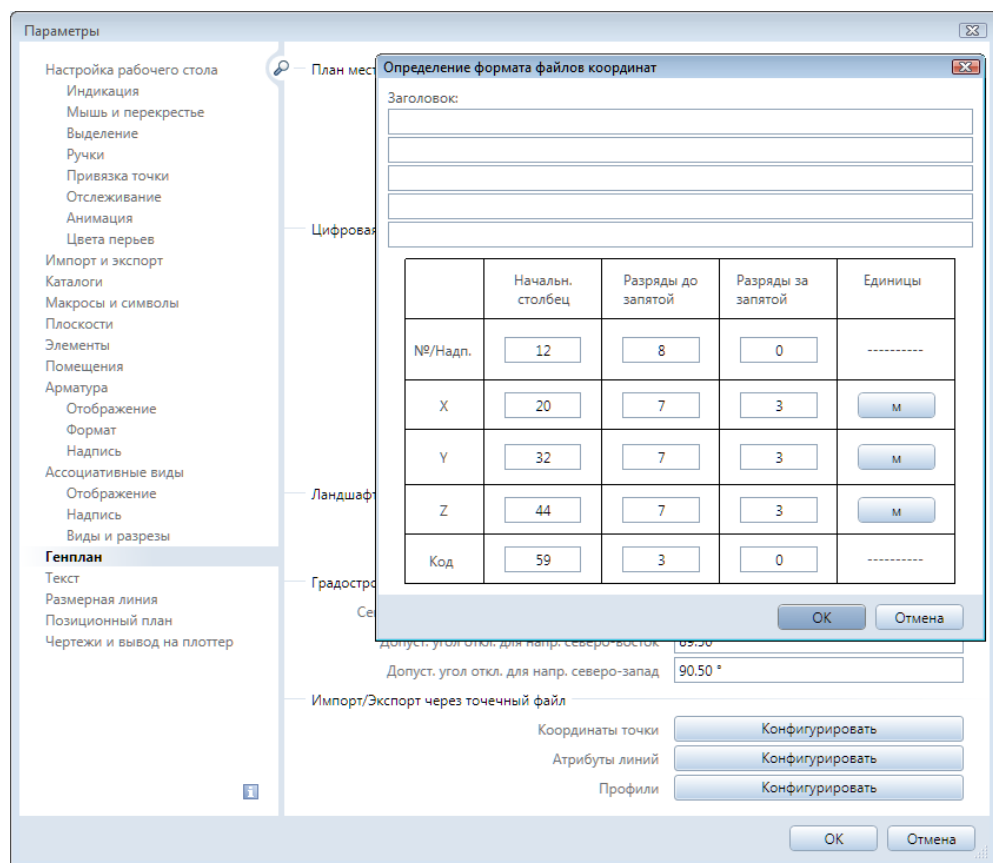 Параметры
Настройка рабочего стола
Индикация
Мышь и перекрестье
Выделение
Ручки
Привязка точки
Отслеживание
Анимация
Цвета перьев
Импорт и экспорт
Каталоги
Макросы и символы
Плоскости
Элементы
Помещения
Арматура
Отображение
Формат
Надпись
Ассоциативные виды
Отображение
Надпись
Виды и разрезы
Генплан
Текст
Размерная линия
Позиционный план
Чертежи и вывод на плоттер
План мест
Цифровая
Ландшафт
Градостро
Се
Определение формата файлов координат
Заголовок:
Начальн. столбец Разряды до запятой Разряды за запятой Единицы
№/Надп. 12 8 0 ----------
X 20 7 3 м
Y 32 7 3 м
Z 44 7 3 м
Код 59 3 0 ----------
OK Отмена
Допуст. угол откл. для напр. северо-восток 89.50
Допуст. угол откл. для напр. северо-запад 90.50 °
Импорт/Экспорт через точечный файл
Координаты точки Конфигурировать
Атрибуты линий Конфигурировать
Профили Конфигурировать
OK Отмена